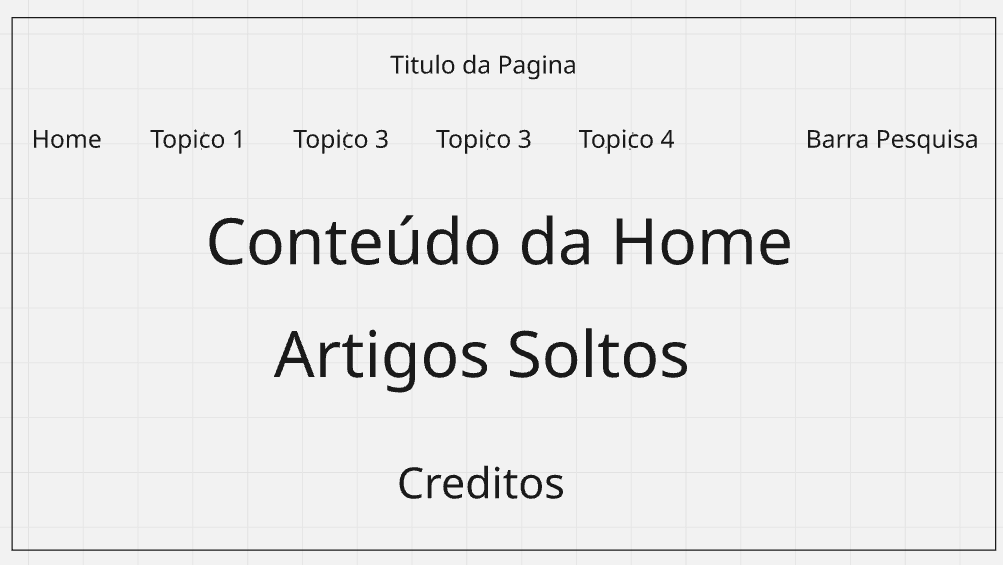 Titulo da Pagina
Home Topico 1 Topico 3 Topico 3 Topico 4 Barra Pesquisa
Conteúdo da Home
Artigos Soltos
Creditos